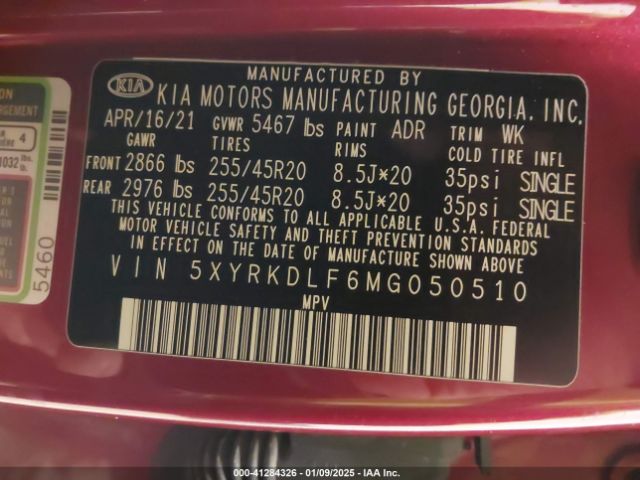 MANUFACTURED BY
KIA KIA MOTORS MANUFACTURING GEORGIA, INC.
APR/16/21 GVWR 5467 lbs PAINT ADR TRIM WK
GAWR TIRES RIMS COLD TIRE INFL
FRONT 2866 lbs 255/45R20 8.5J*20 35psi SINGLE
REAR 2976 lbs 255/45R20 8.5J*20 35psi SINGLE
THIS VEHICLE CONFORMS TO ALL APPLICABLE U.S.A. FEDERAL
MOTOR VEHICLE SAFETY AND THEFT PREVENTION STANDARDS
IN EFFECT ON THE DATE OF MANUFACTURE SHOWN ABOVE.
VIN 5XYRKDLF6MG050510
MPV
4
1032 lbs.
5460
000-41284326 - 01/09/2025 - IAA Inc.